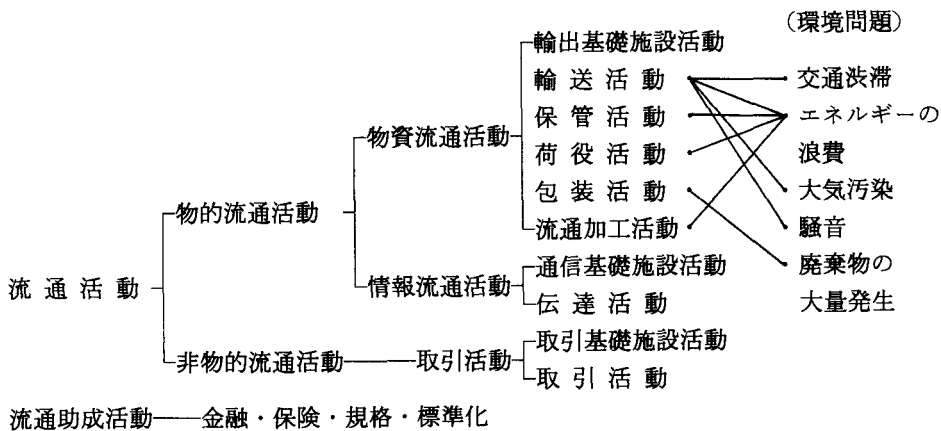 （環境問題）
輸出基礎施設活動
輸送活動 交通渋滞
保管活動 エネルギーの
物資流通活動
荷役活動 浪費
包装活動 大気汚染
物的流通活動
流通加工活動 騒音
通信基礎施設活動 廃棄物の
流通活動 情報流通活動
伝達活動 大量発生
取引基礎施設活動
非物的流通活動 取引活動
取引活動
流通助成活動 金融・保険・規格・標準化